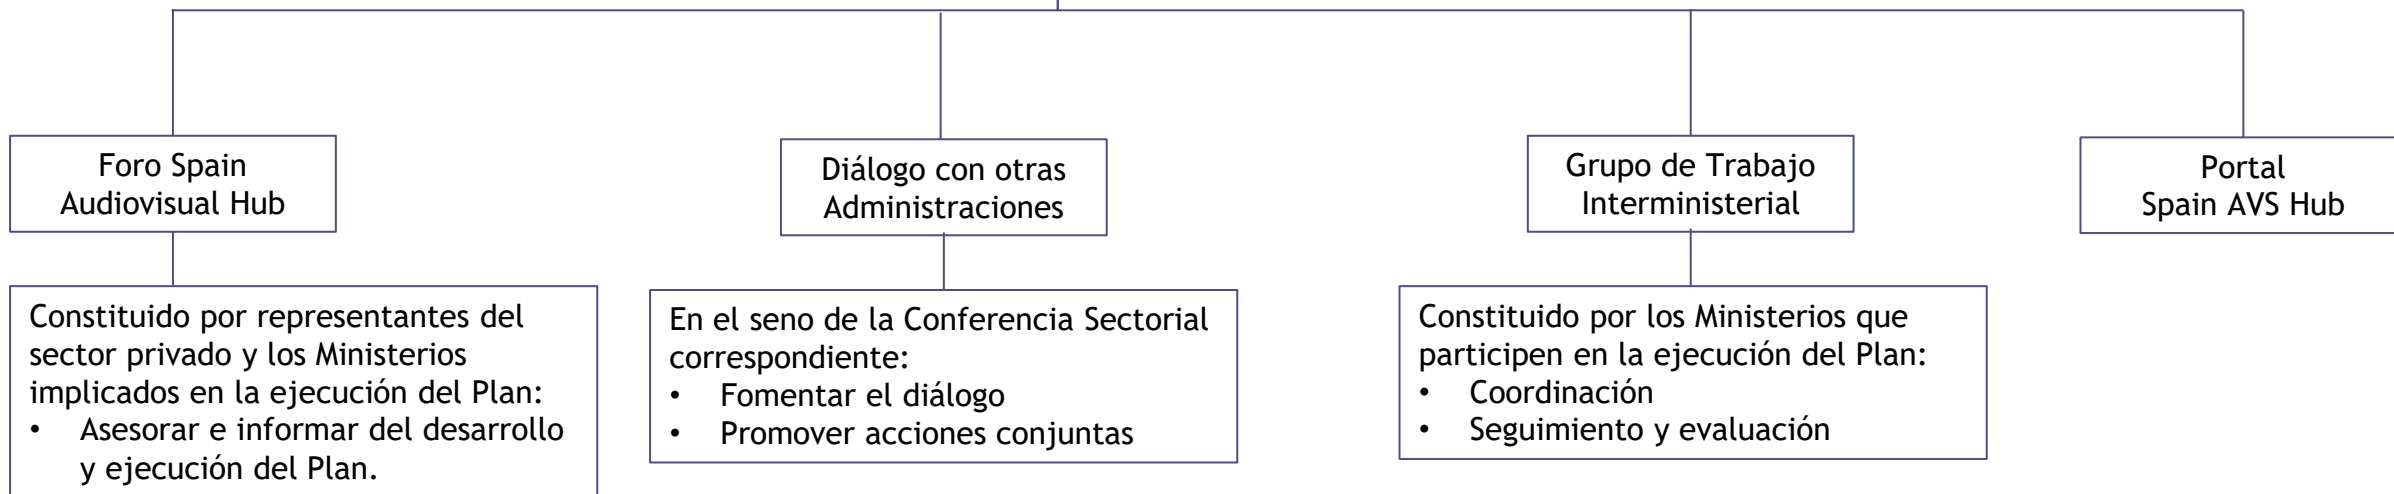 Foro Spain
Audiovisual Hub
Diálogo con otras
Administraciones
Grupo de Trabajo
Interministerial
Portal
Spain AVS Hub
Constituido por representantes del
sector privado y los Ministerios
implicados en la ejecución del Plan:
• Asesorar e informar del desarrollo
y ejecución del Plan.
En el seno de la Conferencia Sectorial
correspondiente:
• Fomentar el diálogo
• Promover acciones conjuntas
Constituido por los Ministerios que
participen en la ejecución del Plan:
• Coordinación
• Seguimiento y evaluación